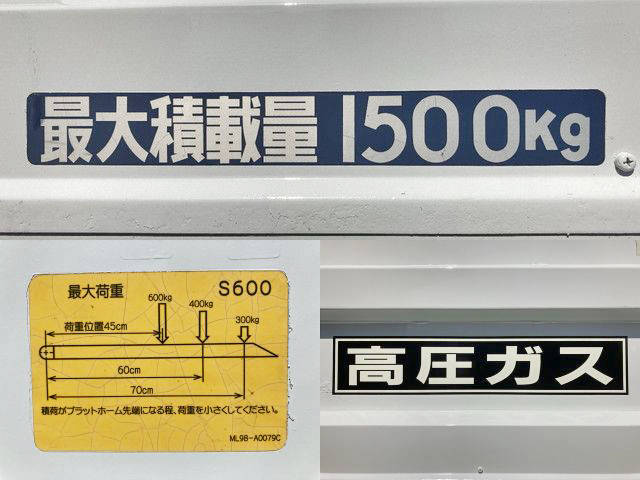 最大積載量 1500Kg
最大荷重 S600
600kg
400kg
300kg
荷重位置45cm
60cm
70cm
積荷がプラットホーム先端になる程、荷重を小さくしてください。
ML98-A0079C
高圧ガス